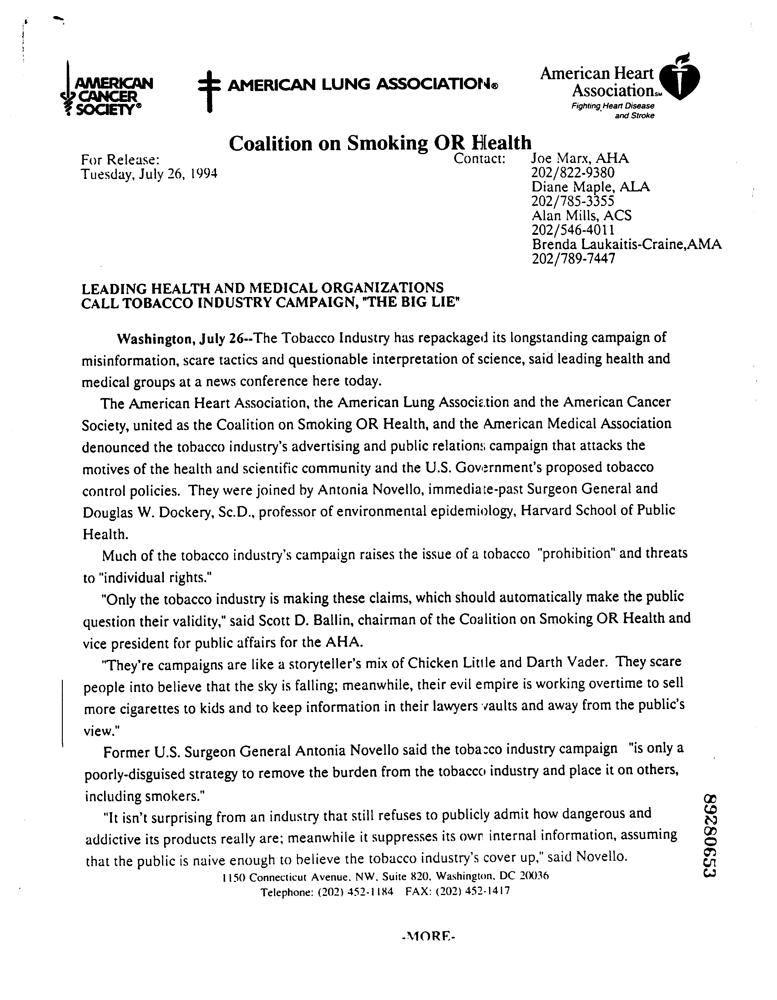 AMERICAN
CANCER
SOCIETY®
AMERICAN LUNG ASSOCIATION®
American Heart
Association℠
Fighting Heart Disease
and Stroke
Coalition on Smoking OR Health
For Release:
Tuesday, July 26, 1994
Contact: Joe Marx, AHA
202/822-9380
Diane Maple, ALA
202/785-3355
Alan Mills, ACS
202/546-4011
Brenda Laukaitis-Craine,AMA
202/789-7447
LEADING HEALTH AND MEDICAL ORGANIZATIONS
CALL TOBACCO INDUSTRY CAMPAIGN, "THE BIG LIE"
Washington, July 26--The Tobacco Industry has repackaged its longstanding campaign of
misinformation, scare tactics and questionable interpretation of science, said leading health and
medical groups at a news conference here today.
The American Heart Association, the American Lung Association and the American Cancer
Society, united as the Coalition on Smoking OR Health, and the American Medical Association
denounced the tobacco industry's advertising and public relations campaign that attacks the
motives of the health and scientific community and the U.S. Government's proposed tobacco
control policies. They were joined by Antonia Novello, immediate-past Surgeon General and
Douglas W. Dockery, Sc.D., professor of environmental epidemiology, Harvard School of Public
Health.
Much of the tobacco industry's campaign raises the issue of a tobacco "prohibition" and threats
to "individual rights."
"Only the tobacco industry is making these claims, which should automatically make the public
question their validity," said Scott D. Ballin, chairman of the Coalition on Smoking OR Health and
vice president for public affairs for the AHA.
"They're campaigns are like a storyteller's mix of Chicken Little and Darth Vader. They scare
people into believe that the sky is falling; meanwhile, their evil empire is working overtime to sell
more cigarettes to kids and to keep information in their lawyers vaults and away from the public's
view."
Former U.S. Surgeon General Antonia Novello said the tobacco industry campaign "is only a
poorly-disguised strategy to remove the burden from the tobacco industry and place it on others,
including smokers."
"It isn't surprising from an industry that still refuses to publicly admit how dangerous and
addictive its products really are; meanwhile it suppresses its own internal information, assuming
that the public is naive enough to believe the tobacco industry's cover up," said Novello.
1150 Connecticut Avenue, NW, Suite 820, Washington, DC 20036
Telephone: (202) 452-1184 FAX: (202) 452-1417
-MORE-
89280653